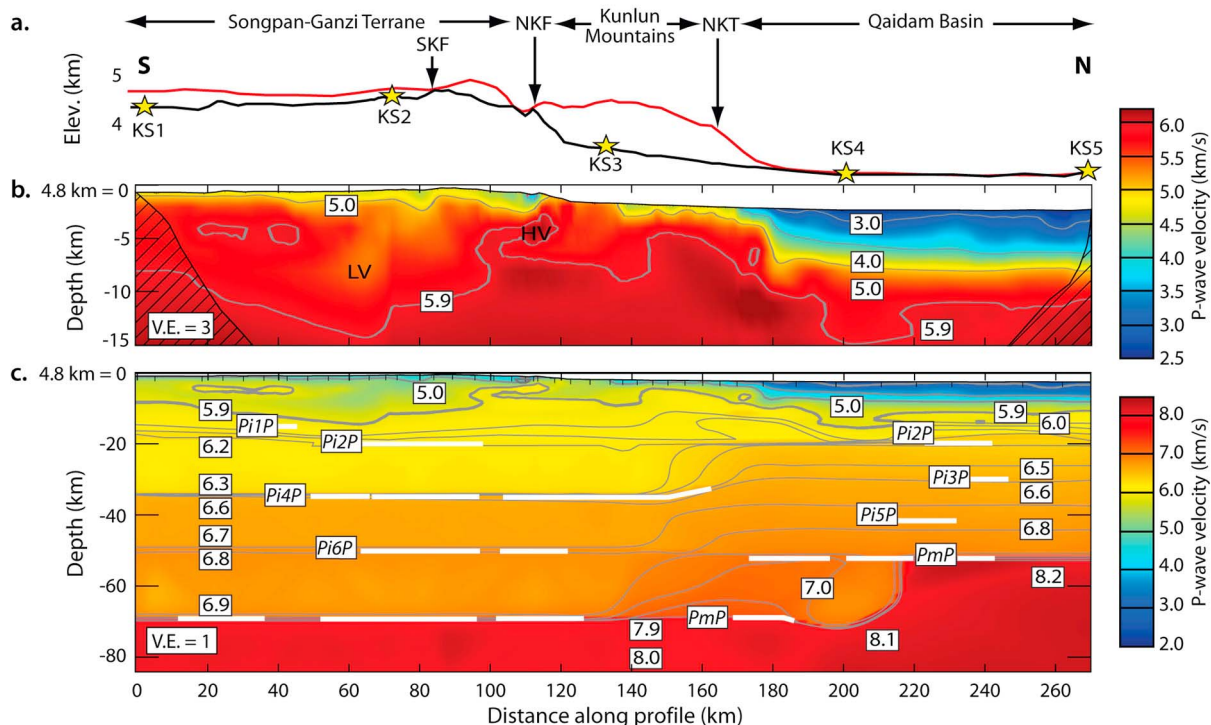 a.
Songpan-Ganzi Terrane
NKF
Kunlun
Mountains
NKT
Qaidam Basin
SKF
S
N
Elev. (km)
5
4
KS1
KS2
KS3
KS4
KS5
b.
4.8 km = 0
-5
-10
-15
Depth (km)
5.0
LV
HV
5.9
3.0
4.0
5.0
5.9
V.E. = 3
6.0
5.5
5.0
4.5
4.0
3.5
3.0
2.5
P-wave velocity (km/s)
c.
4.8 km = 0
-20
-40
-60
-80
Depth (km)
5.0
5.0
5.9
5.9
6.0
Pi1P
Pi2P
Pi2P
6.2
6.3
Pi3P
6.5
6.6
Pi4P
6.6
Pi5P
6.7
6.8
Pi6P
6.8
PmP
7.0
8.2
6.9
PmP
7.9
8.0
8.1
V.E. = 1
8.0
7.0
6.0
5.0
4.0
3.0
2.0
P-wave velocity (km/s)
0
20
40
60
80
100
120
140
160
180
200
220
240
260
Distance along profile (km)